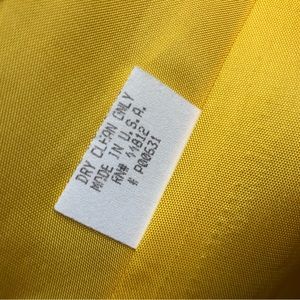 DRY CLEAN ONLY
MADE IN U.S.A.
RN# 44812
# P00531